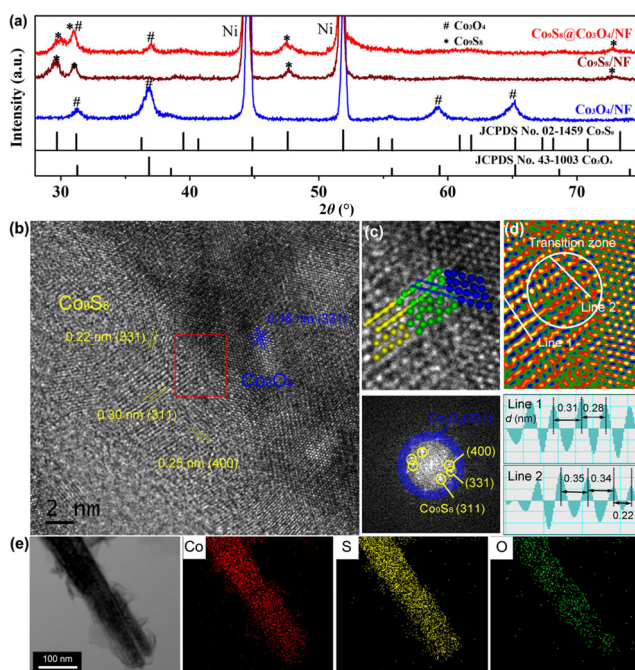 (a)
# Co₃O₄
* Co₉S₈
Ni
Ni
Co₉S₈@Co₃O₄/NF
Co₉S₈/NF
Co₃O₄/NF
JCPDS No. 02-1459 Co₉S₈
JCPDS No. 43-1003 Co₃O₄
Intensity (a.u.)
30 40 50 60 70
2θ (°)
(b)
Co₉S₈
0.22 nm (331)
0.18 nm (331)
Co₃O₄
0.30 nm (311)
0.25 nm (400)
2 nm
(c)
Co₃O₄(331)
(400)
(331)
Co₉S₈(311)
(d)
Transition zone
Line 2
Line 1
Line 1
d (nm)
0.31
0.28
Line 2
0.35
0.34
0.22
(e)
100 nm
Co
S
O